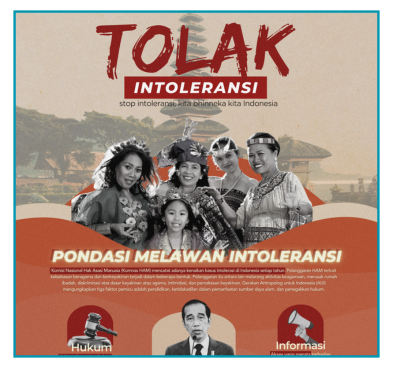 TOLAK
INTOLERANSI
stop intoleransi, kita bhinneka kita Indonesia
PONDASI MELAWAN INTOLERANSI
Komisi Nasional Hak Asasi Manusia (Komnas HAM) mencatat adanya kenaikan kasus intoleran di Indonesia setiap tahun. Pelanggaran HAM terkait
kebebasan beragama dan berkeyakinan terjadi dalam beberapa bentuk. Pelanggaran itu antara lain melarang aktivitas keagamaan, merusak rumah
ibadah, diskriminasi atas dasar keyakinan atau agama, intimidasi, dan pemaksaan keyakinan. Gerakan Antropolog untuk Indonesia (AUI)
mengungkapkan tiga faktor pemicu adalah pendidikan, ketidakadilan dalam pemanfaatan sumber daya alam, dan penegakkan hukum.
Hukum
Informasi